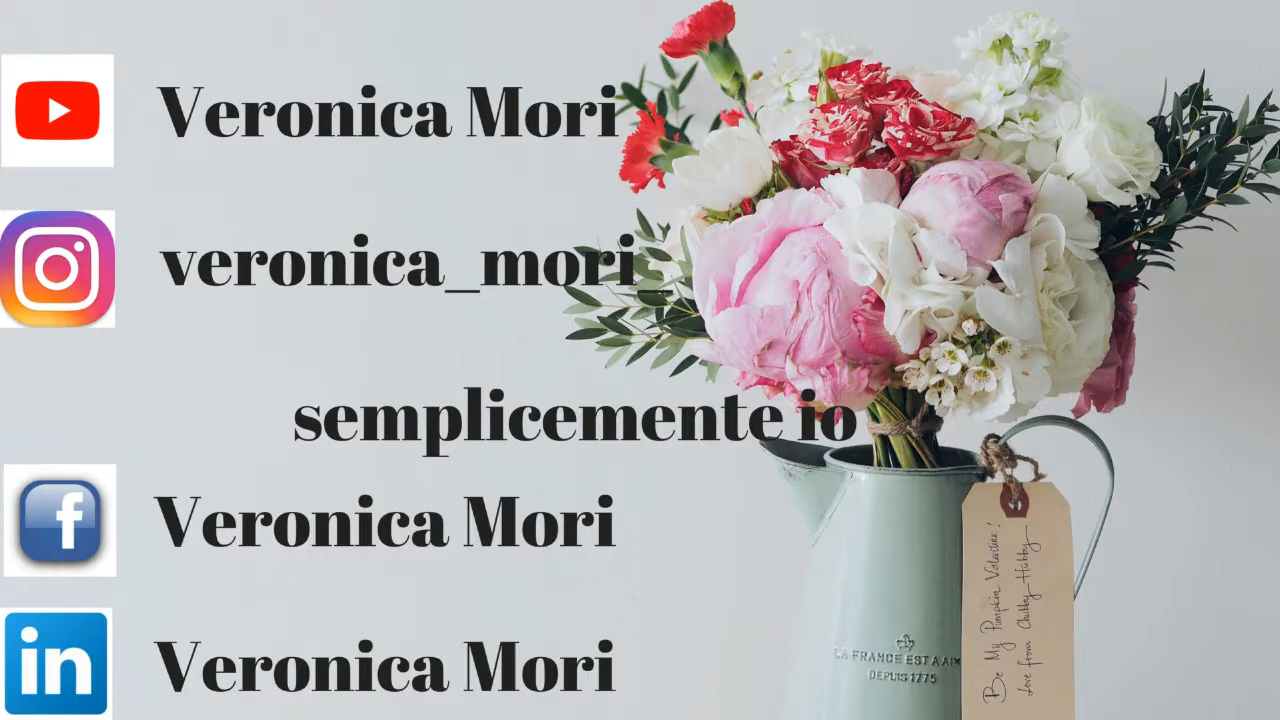 Veronica Mori
veronica_mori_
semplicemente io
Veronica Mori
in
Veronica Mori
LA FRANCE EST A AIM
DEPUIS 1775
Be My Pumpkin Valentine!
Love from Chubby Hubby